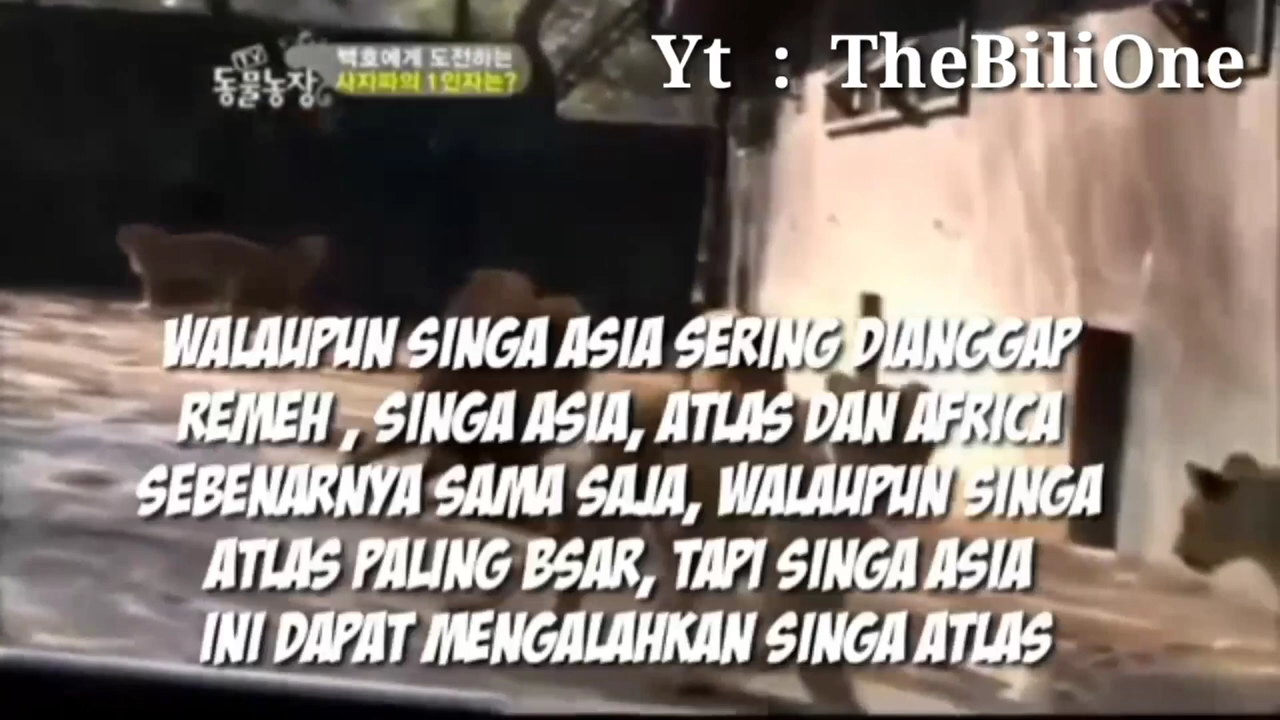 Yt : TheBiliOne
TV
동물농장
백호에게 도전하는
사자파의 1인자는?
WALAUPUN SINGA ASIA SERING DIANGGAP
REMEH , SINGA ASIA, ATLAS DAN AFRICA
SEBENARNYA SAMA SAJA, WALAUPUN SINGA
ATLAS PALING BSAR, TAPI SINGA ASIA
INI DAPAT MENGALAHKAN SINGA ATLAS